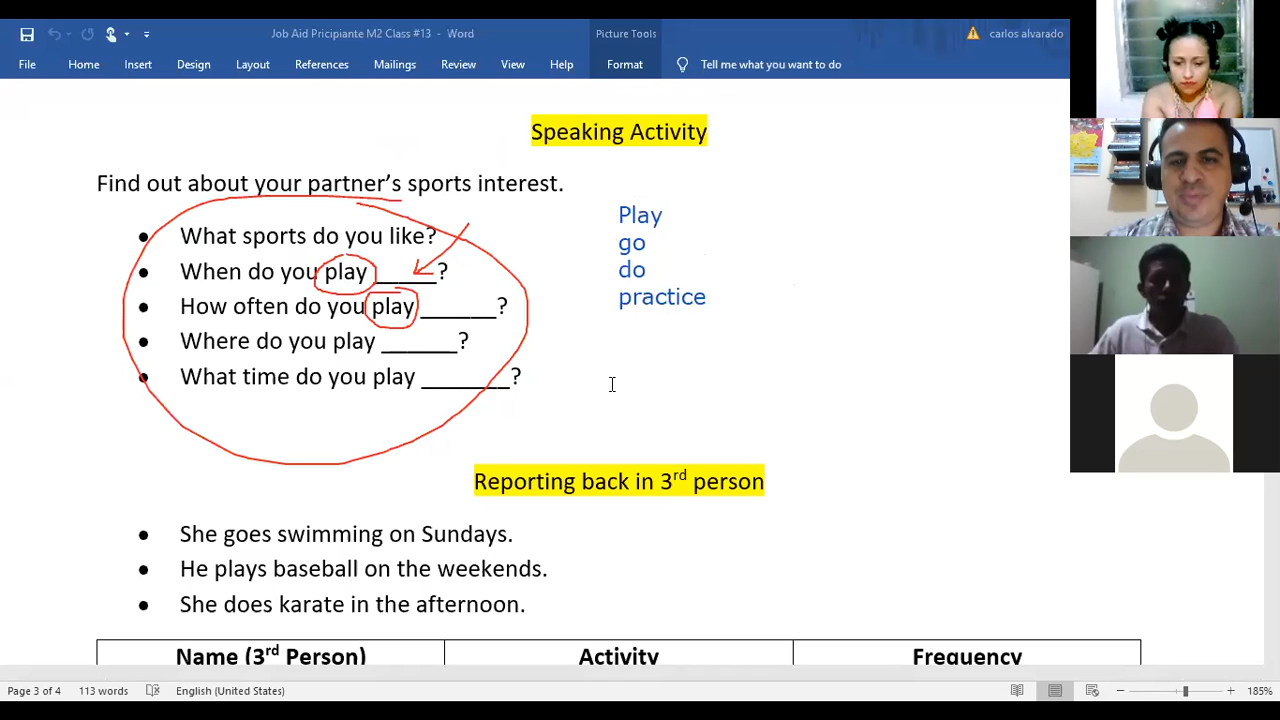 Job Aid Pricipiante M2 Class #13 - Word
Picture Tools
carlos alvarado
File Home Insert Design Layout References Mailings Review View Help Format Tell me what you want to do
Speaking Activity
Find out about your partner’s sports interest.
• What sports do you like?
• When do you play _____?
• How often do you play ______?
• Where do you play ______?
• What time do you play _______?
Play
go
do
practice
Reporting back in 3rd person
• She goes swimming on Sundays.
• He plays baseball on the weekends.
• She does karate in the afternoon.
Name (3rd Person) Activity Frequency
Page 3 of 4 113 words English (United States) 185%